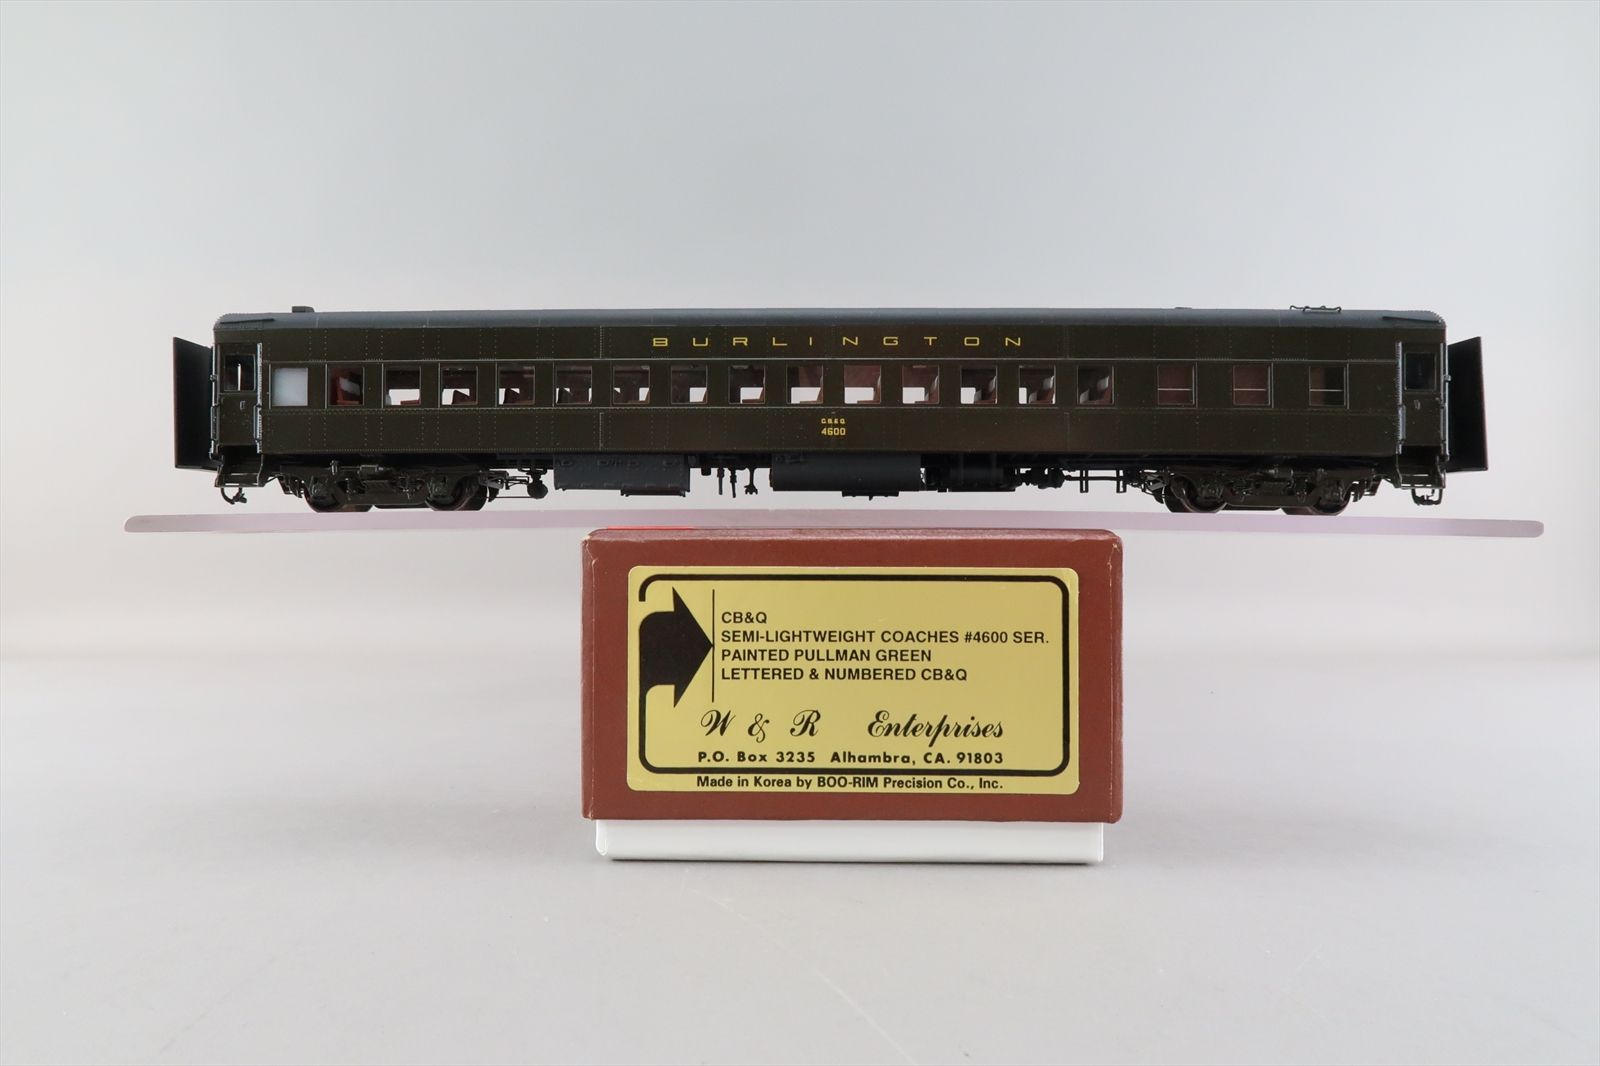 BURLINGTON
C.B.& Q.
4600
CB&Q
SEMI-LIGHTWEIGHT COACHES #4600 SER.
PAINTED PULLMAN GREEN
LETTERED & NUMBERED CB&Q
W & R Enterprises
P.O. Box 3235 Alhambra, CA. 91803
Made in Korea by BOO-RIM Precision Co., Inc.